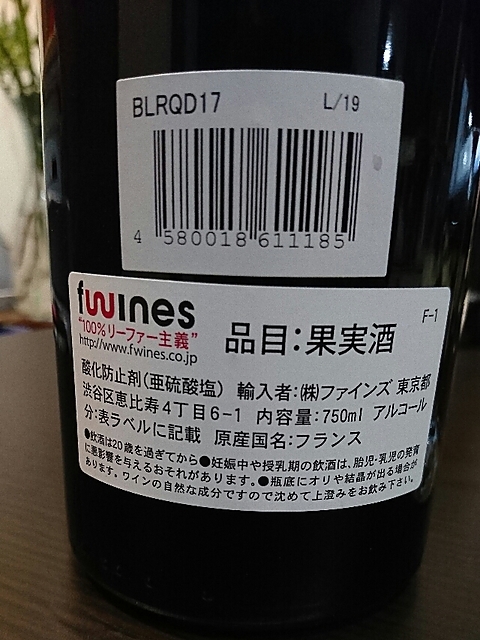 BLRQD17 L/19
4 580018 611185
fwines
"100%リーファー主義"
http://www.fwines.co.jp
品目:果実酒
F-1
酸化防止剤(亜硫酸塩) 輸入者:㈱ファインズ 東京都
渋谷区恵比寿4丁目6-1 内容量:750ml アルコール
分:表ラベルに記載 原産国名:フランス
●飲酒は20歳を過ぎてから●妊娠中や授乳期の飲酒は、胎児・乳児の発育
に悪影響を与えるおそれがあります。●瓶底にオリや結晶が出る場合が
あります。ワインの自然な成分ですので沈めて上澄みをお飲み下さい。